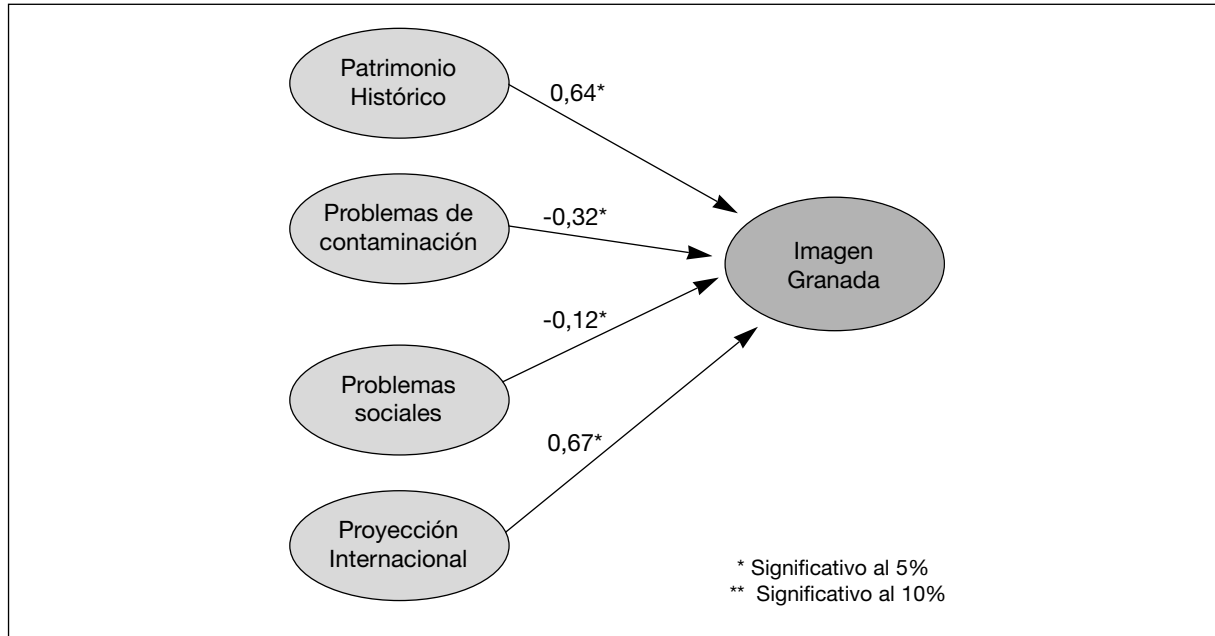 Patrimonio
Histórico
0,64*
Problemas de
contaminación
-0,32*
Imagen
Granada
-0,12*
Problemas
sociales
0,67*
Proyección
Internacional
* Significativo al 5%
** Significativo al 10%